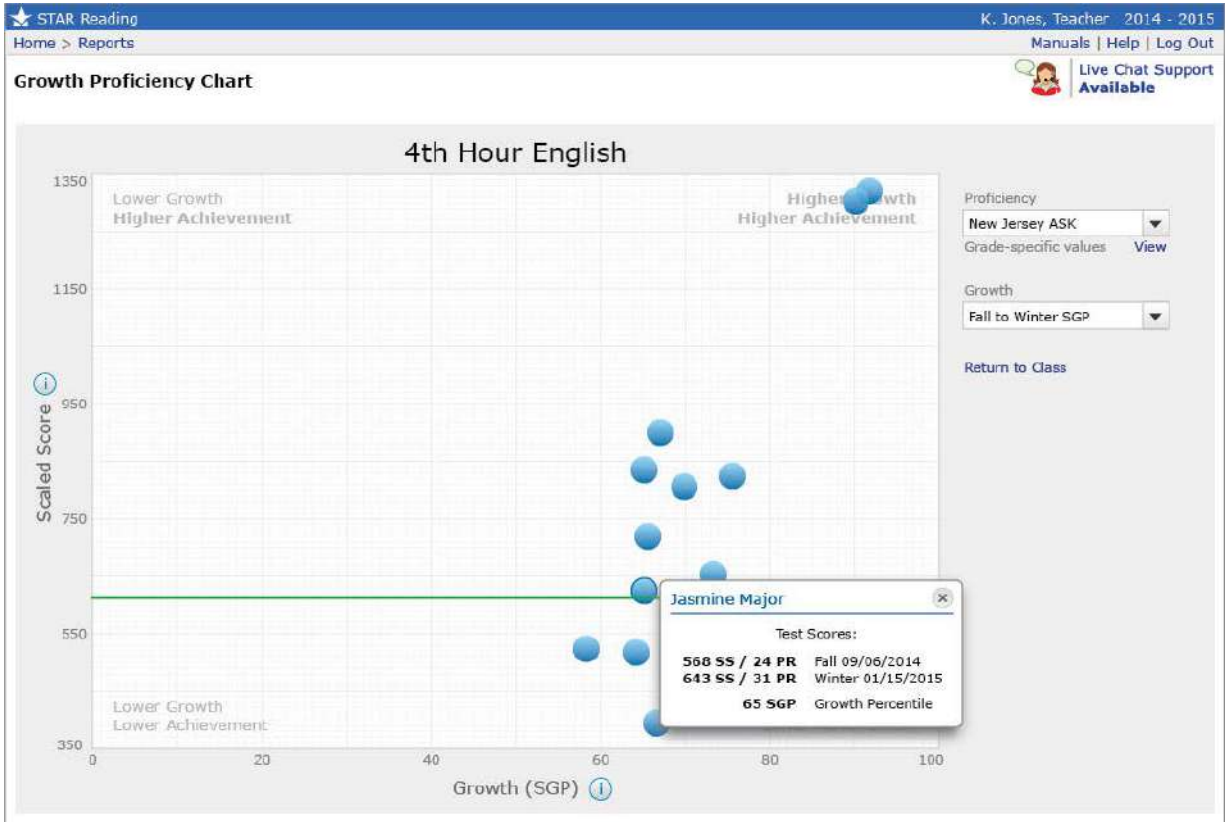 STAR Reading
K. Jones, Teacher 2014 - 2015
Home > Reports
Manuals | Help | Log Out
Growth Proficiency Chart
Live Chat Support
Available
4th Hour English
1350
1150
950
750
550
350
Scaled Score
i
Lower Growth
Higher Achievement
Higher Growth
Higher Achievement
Lower Growth
Lower Achievement
Proficiency
New Jersey ASK
Grade-specific values View
Growth
Fall to Winter SGP
Return to Class
Jasmine Major
Test Scores:
568 SS / 24 PR Fall 09/06/2014
643 SS / 31 PR Winter 01/15/2015
65 SGP Growth Percentile
0 20 40 60 80 100
Growth (SGP) i